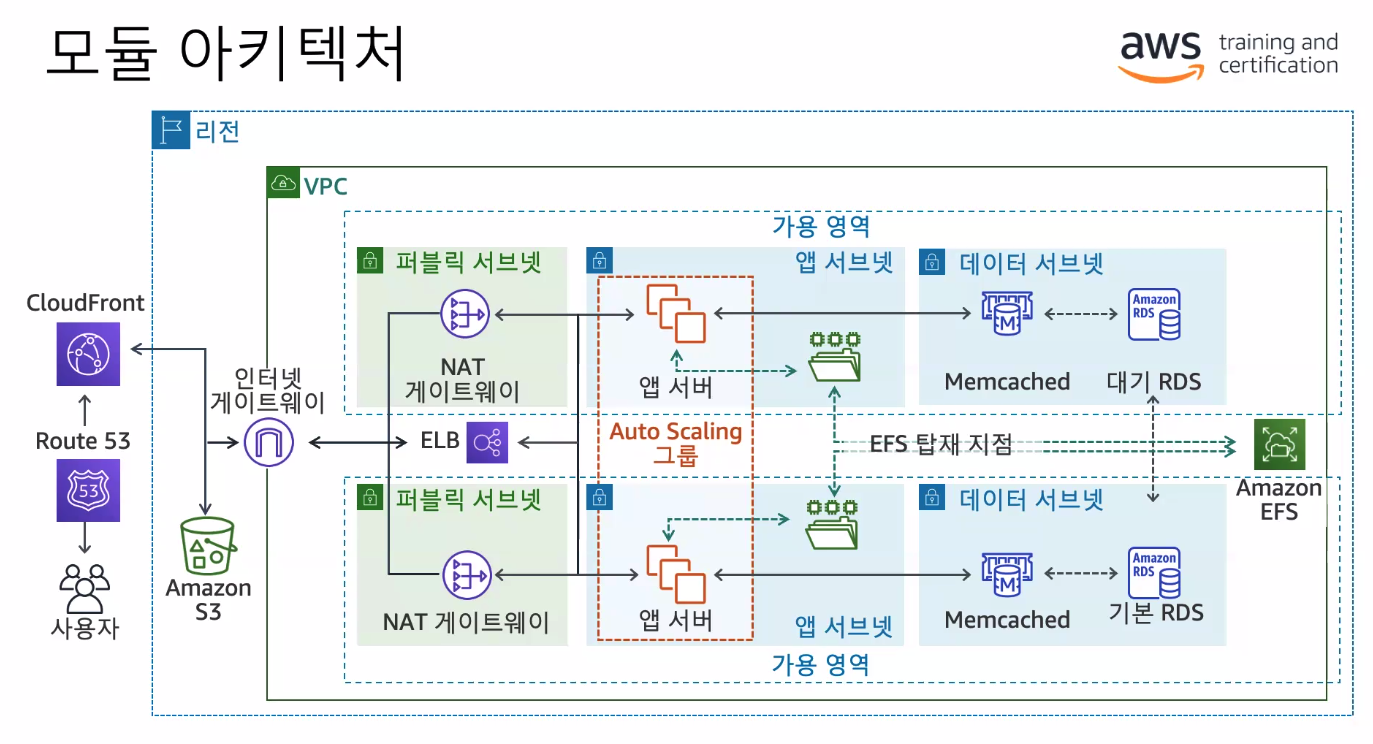 모듈 아키텍처
aws
training and
certification
리전
VPC
가용 영역
퍼블릭 서브넷
앱 서브넷
데이터 서브넷
CloudFront
NAT
게이트웨이
앱 서버
M
Memcached
Amazon
RDS
대기 RDS
인터넷
게이트웨이
Route 53
53
ELB
Auto Scaling
그룹
EFS 탑재 지점
Amazon
EFS
퍼블릭 서브넷
데이터 서브넷
Amazon
S3
사용자
NAT 게이트웨이
앱 서버
앱 서브넷
M
Memcached
Amazon
RDS
기본 RDS
가용 영역